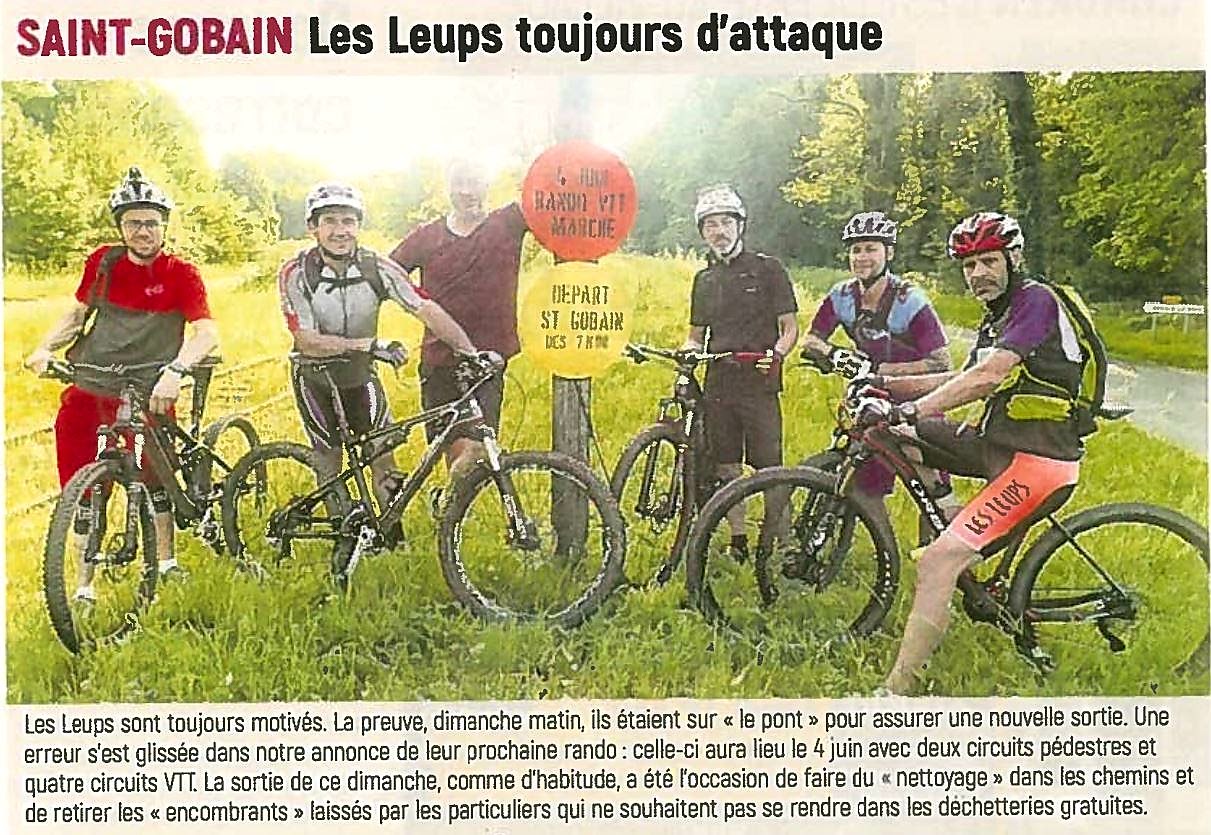 SAINT-GOBAIN Les Leups toujours d'attaque
4 JUIN
RANDO VTT
MARCHE
DEPART
ST GOBAIN
DES 7H00
LES LEUPS
Les Leups sont toujours motivés. La preuve, dimanche matin, ils étaient sur « le pont » pour assurer une nouvelle sortie. Une
erreur s'est glissée dans notre annonce de leur prochaine rando : celle-ci aura lieu le 4 juin avec deux circuits pédestres et
quatre circuits VTT. La sortie de ce dimanche, comme d'habitude, a été l'occasion de faire du « nettoyage » dans les chemins et
de retirer les « encombrants » laissés par les particuliers qui ne souhaitent pas se rendre dans les déchetteries gratuites.